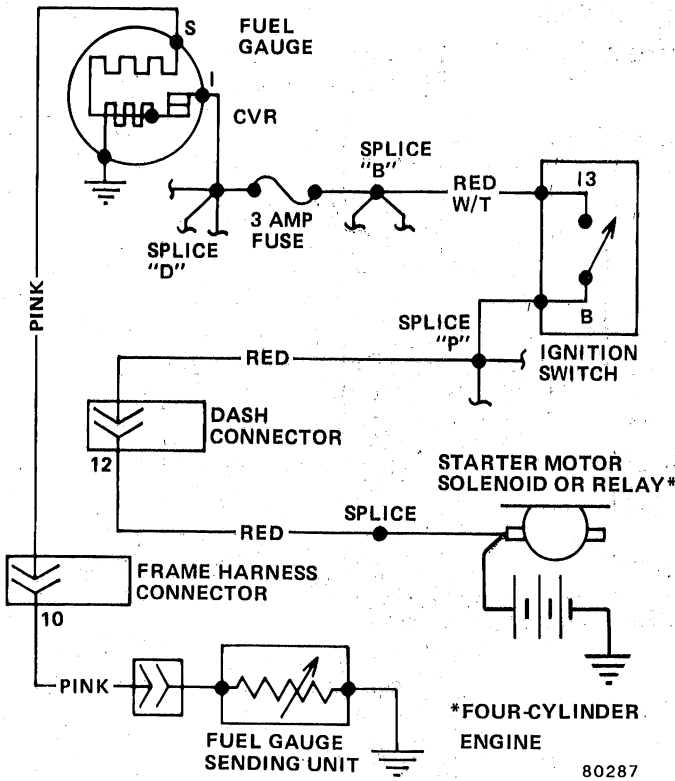 S
FUEL
GAUGE
I
CVR
SPLICE
"B"
RED
W/T
I3
3 AMP
FUSE
SPLICE
"D"
PINK
B
SPLICE
"P"
IGNITION
SWITCH
RED
DASH
CONNECTOR
12
STARTER MOTOR
SOLENOID OR RELAY*
SPLICE
RED
FRAME HARNESS
CONNECTOR
10
PINK
FUEL GAUGE
SENDING UNIT
*FOUR-CYLINDER
ENGINE
80287